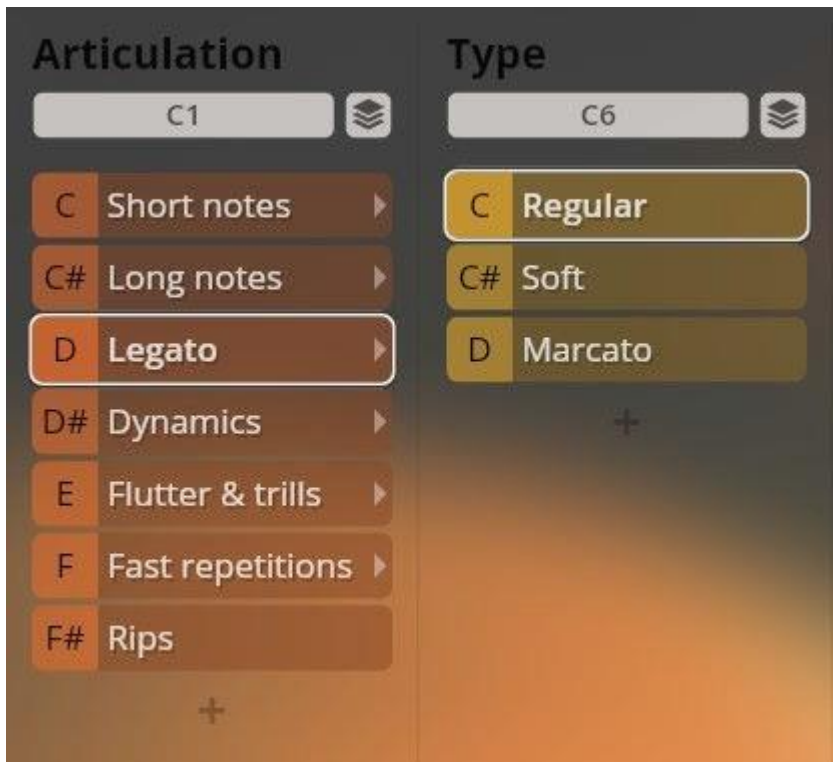 Articulation
C1
C Short notes
C# Long notes
D Legato
D# Dynamics
E Flutter & trills
F Fast repetitions
F# Rips
+
Type
C6
C Regular
C# Soft
D Marcato
+